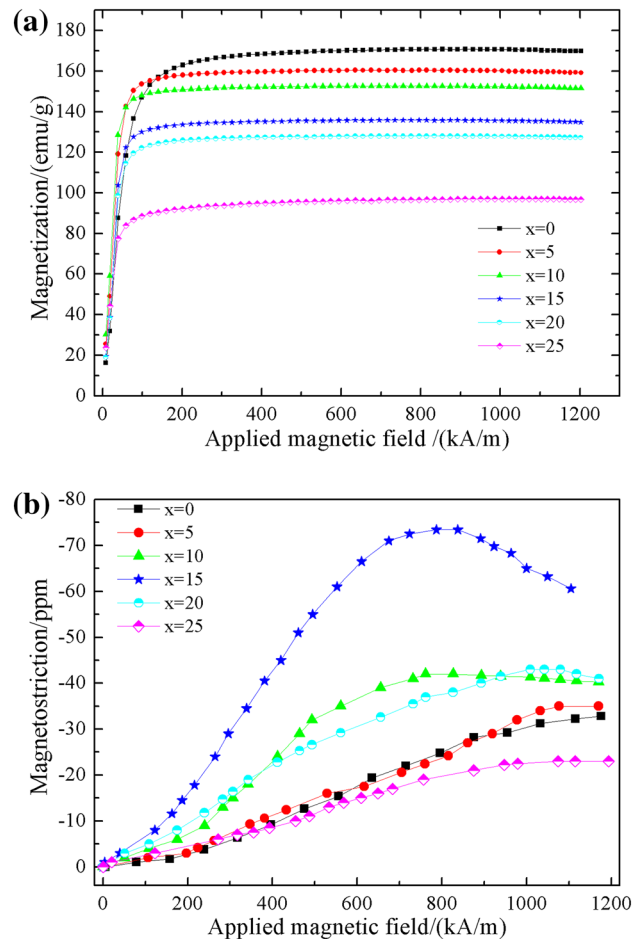 (a)
180
160
140
120
100
80
60
40
20
0
Magnetization/(emu/g)
x=0
x=5
x=10
x=15
x=20
x=25
0 200 400 600 800 1000 1200
Applied magnetic field /(kA/m)
(b)
-80
-70
-60
-50
-40
-30
-20
-10
0
Magnetostriction/ppm
x=0
x=5
x=10
x=15
x=20
x=25
0 200 400 600 800 1000 1200
Applied magnetic field/(kA/m)